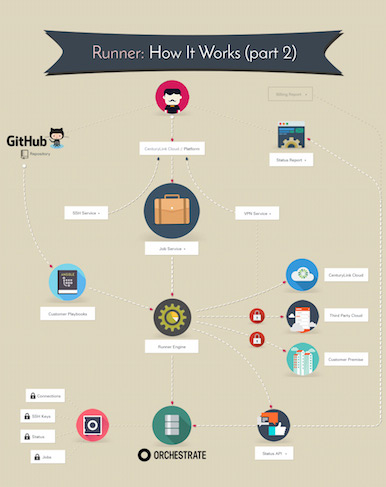 Runner: How It Works (part 2)
Billing Report
GitHub
Repository
CenturyLink Cloud | Platform
Status Report
SSH Service
VPN Service
Job Service
ANSIBLE
CenturyLink Cloud
Customer Playbooks
Third Party Cloud
Runner Engine
Customer Premise
Connections
SSH Keys
Status
Jobs
ORCHESTRATE
Status API